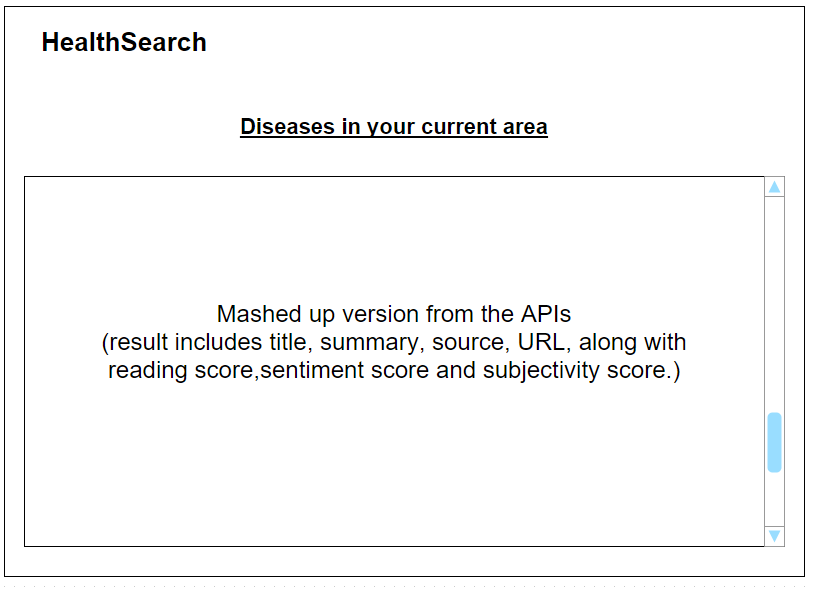 HealthSearch
Diseases in your current area
Mashed up version from the APIs
(result includes title, summary, source, URL, along with
reading score,sentiment score and subjectivity score.)